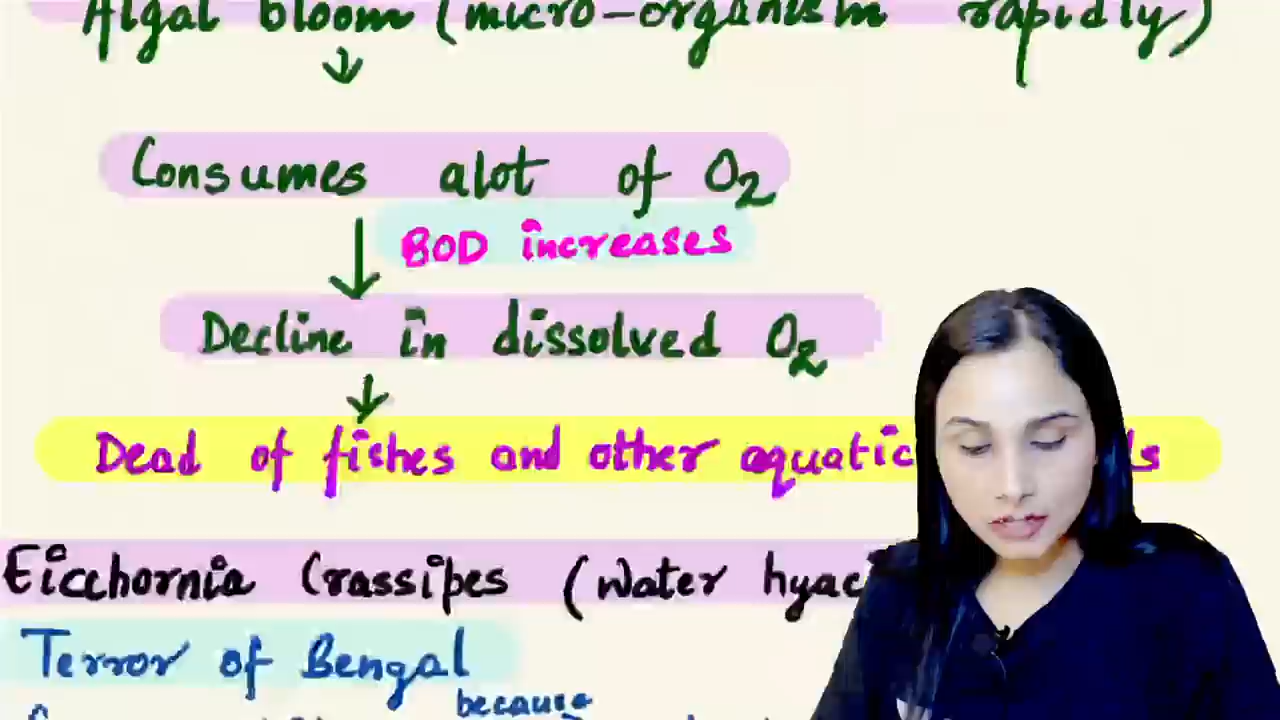 Algal bloom (micro-organism rapidly)
Consumes alot of O2
BOD increases
Decline in dissolved O2
Dead of fishes and other aquatic
Eicchornia Crassipes (Water
Terror of Bengal
because